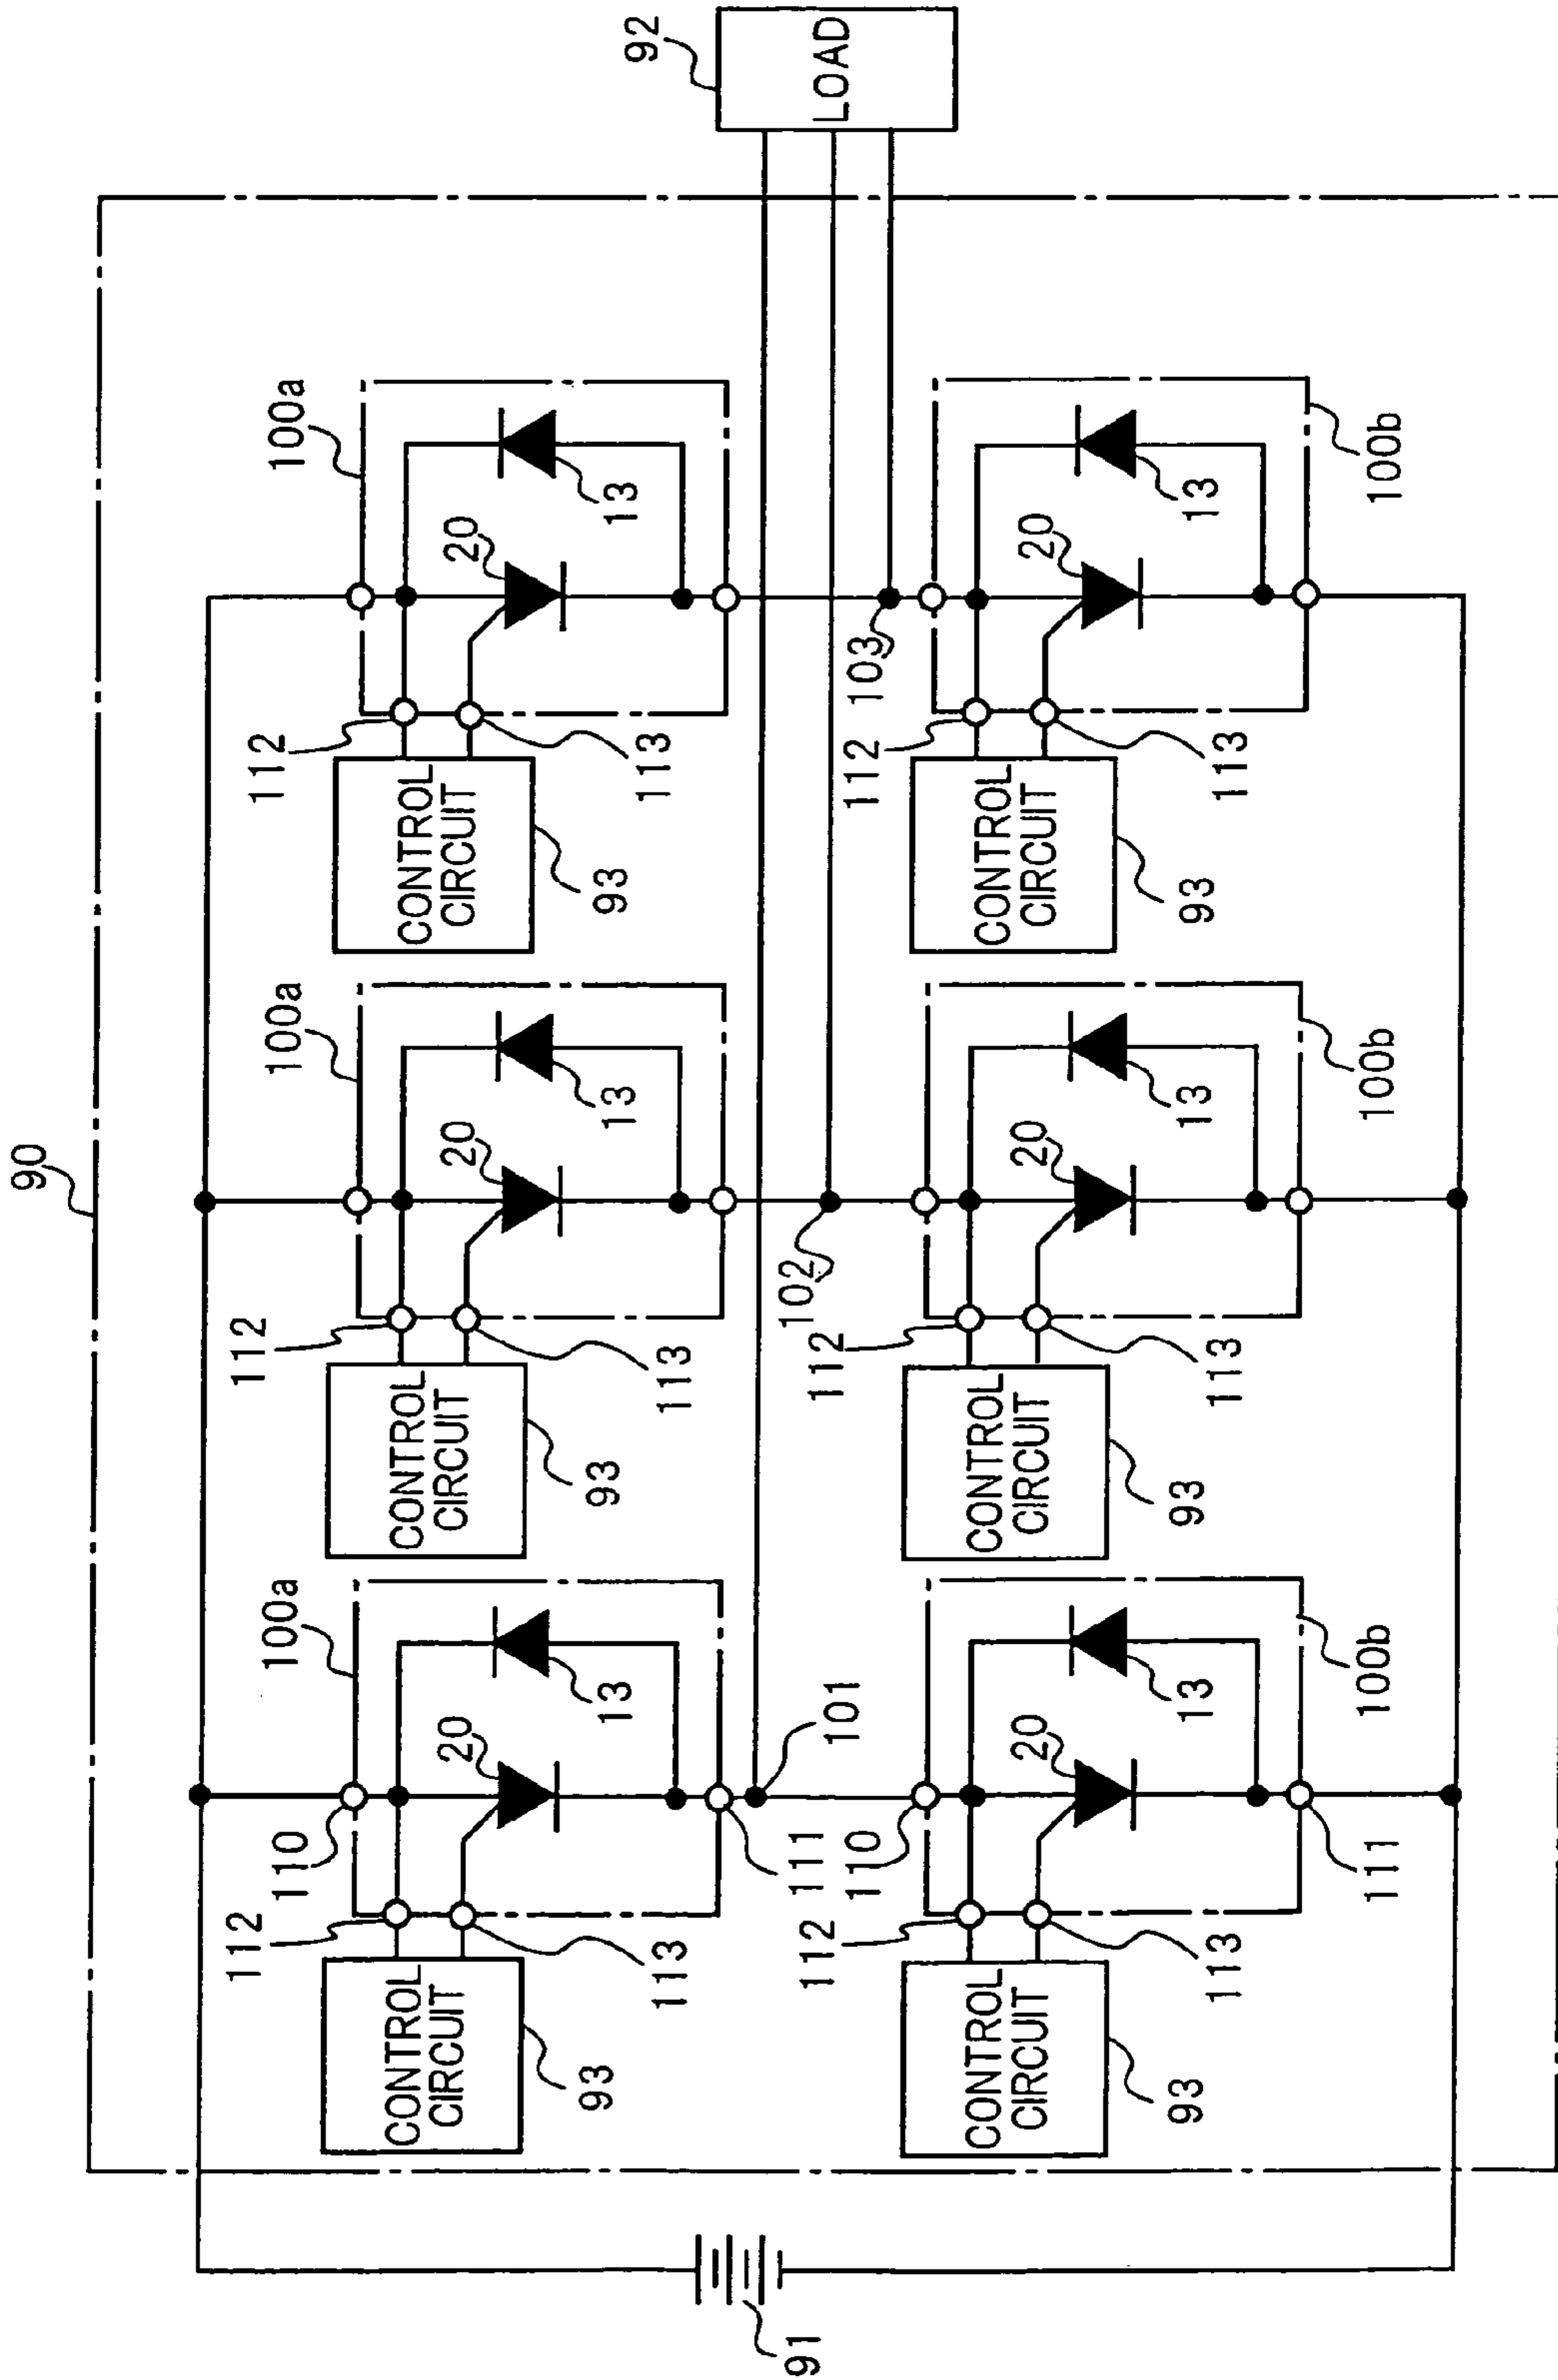 90
112
110
100a
112
100a
112
100a
CONTROL
CIRCUIT
20
CONTROL
CIRCUIT
20
CONTROL
CIRCUIT
20
93
13
93
13
93
13
92
113
113
113
91
112
111
110
101
112
102
112
103
LOAD
CONTROL
CIRCUIT
20
CONTROL
CIRCUIT
20
CONTROL
CIRCUIT
20
93
13
93
13
93
13
113
113
113
111
100b
100b
100b